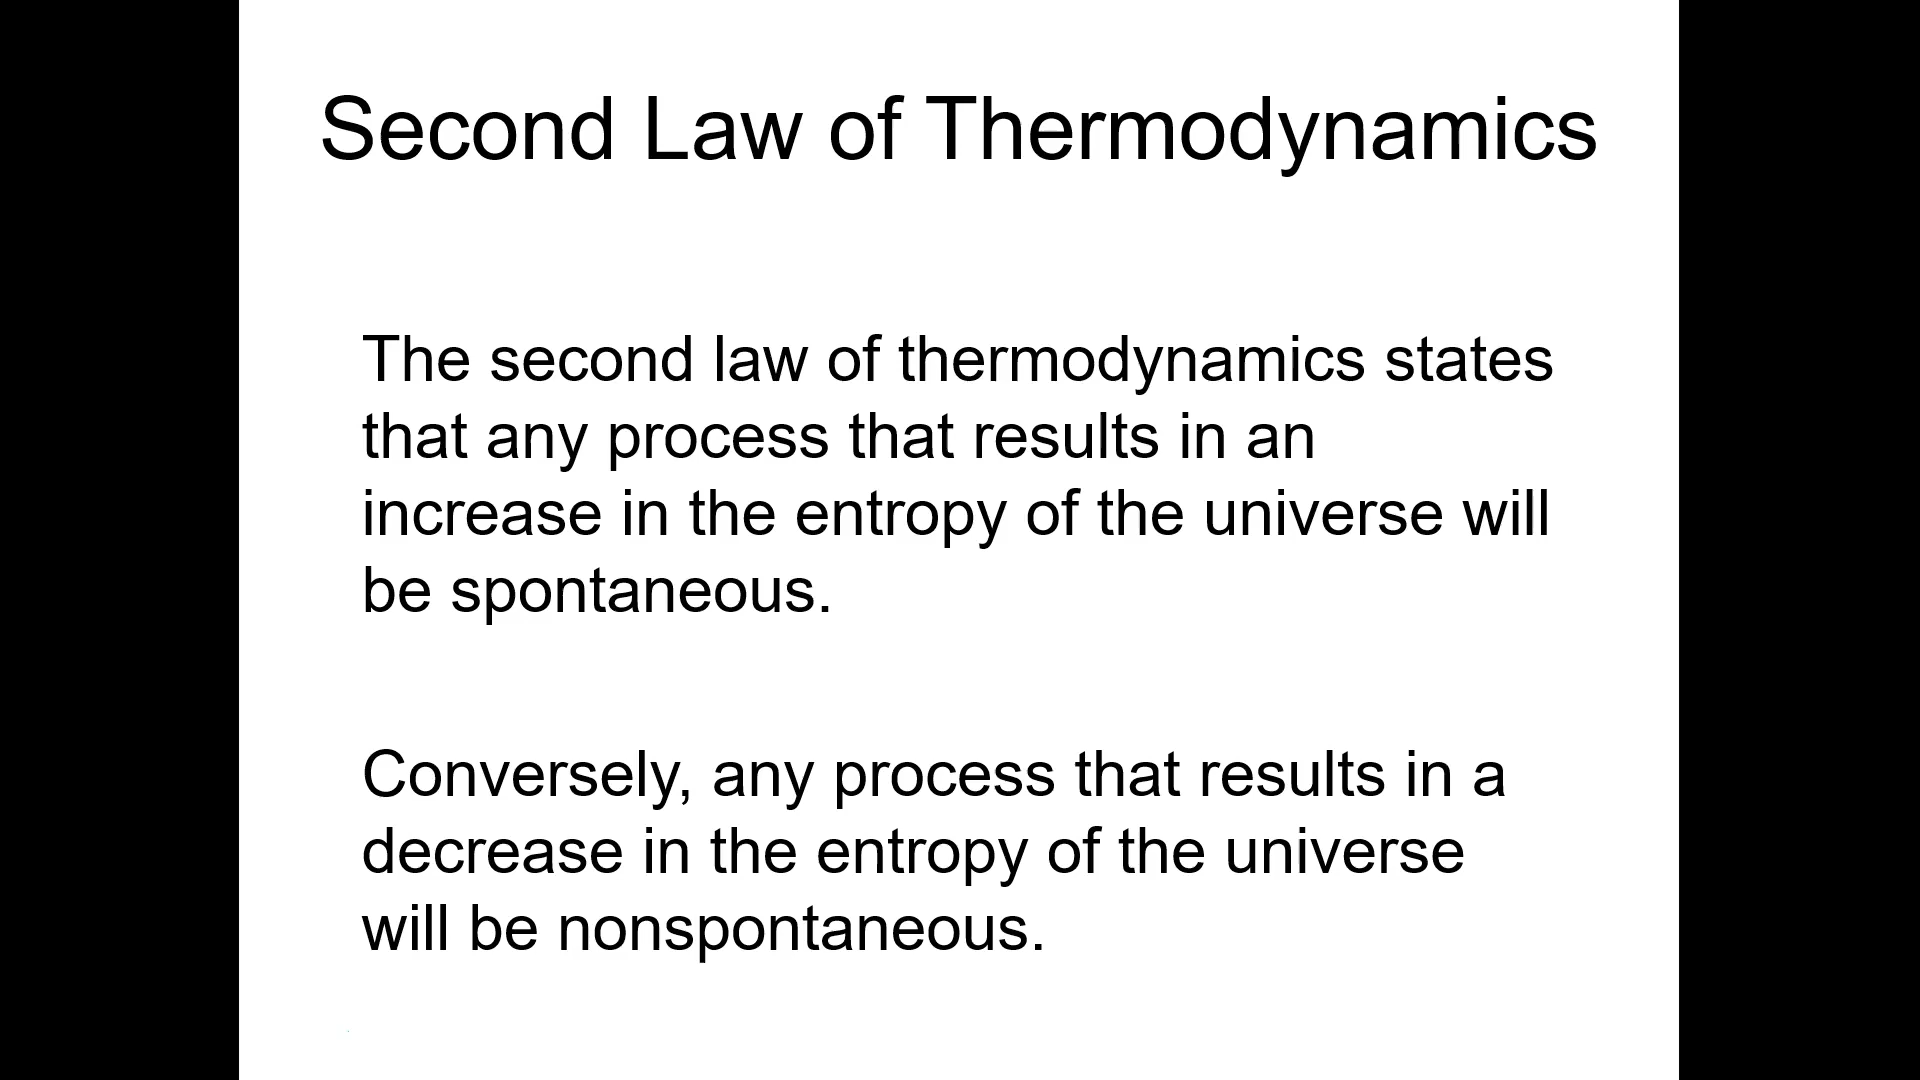 Second Law of Thermodynamics
The second law of thermodynamics states
that any process that results in an
increase in the entropy of the universe will
be spontaneous.
Conversely, any process that results in a
decrease in the entropy of the universe
will be nonspontaneous.